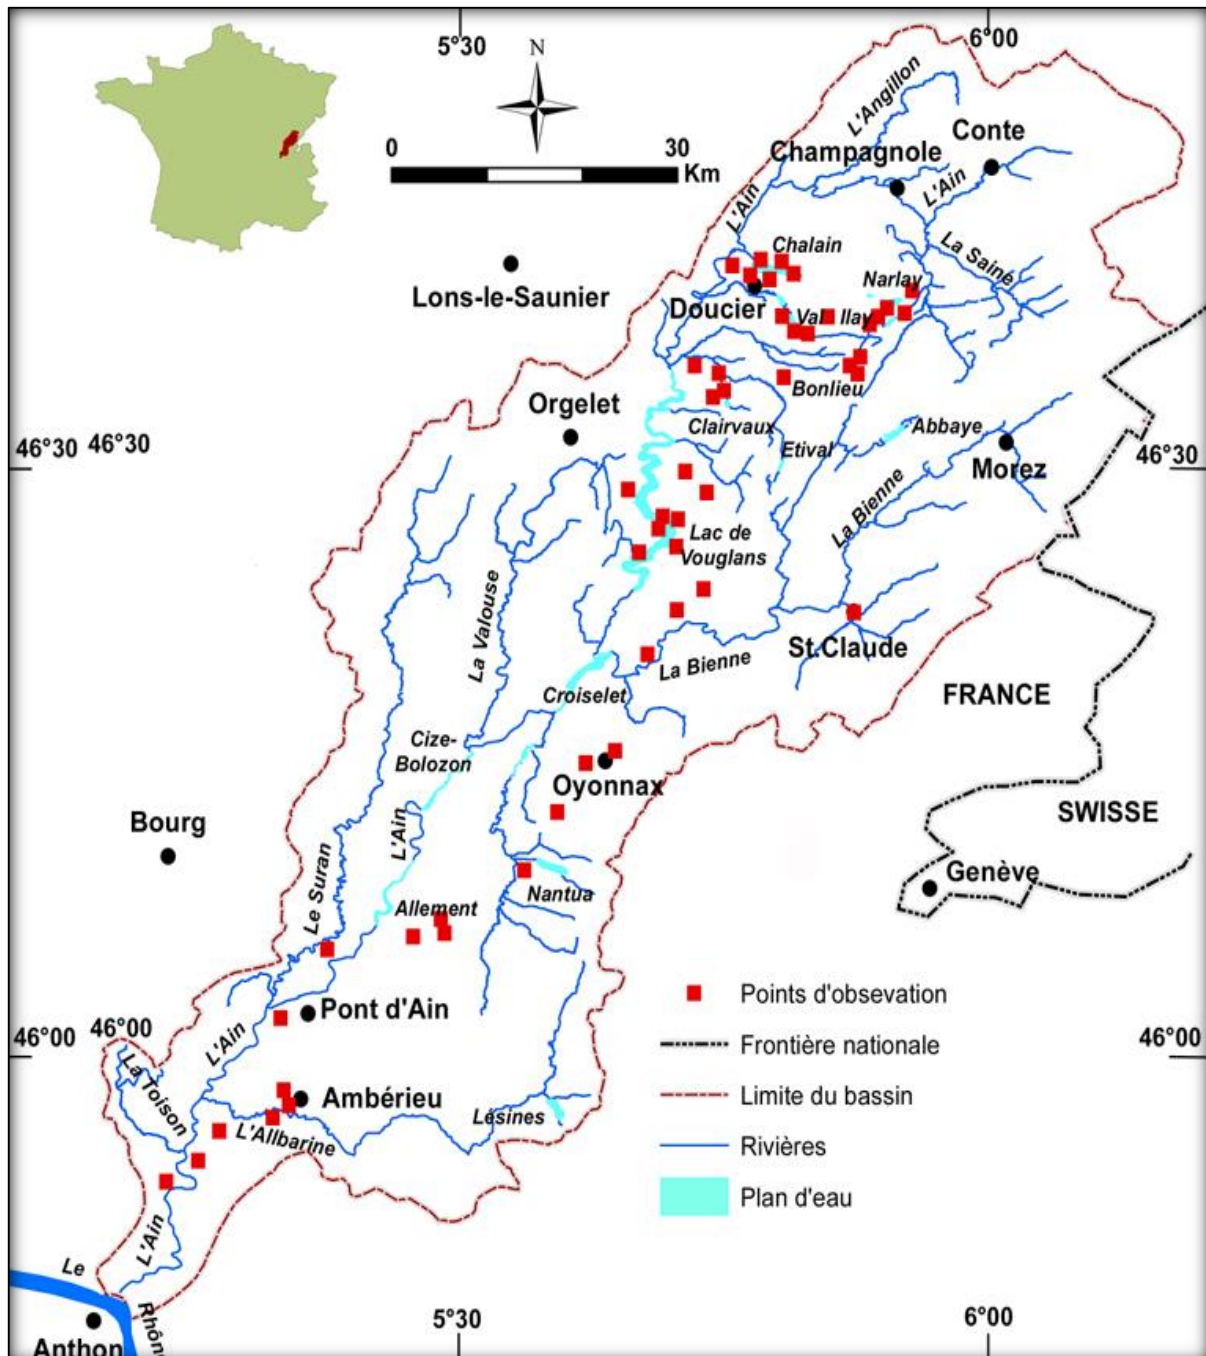 5°30
6°00
N
0
30
Km
L'Angillon
Conte
Champagnole
L'Ain
L'Ain
Chalain
La Saine
Narlay
Lons-le-Saunier
Doucier
Val
Ilay
Bonlieu
Orgelet
Clairvaux
Abbaye
46°30
46°30
Etival
46°30
Morez
La Bienne
Lac de
Vouglans
La Valouse
St.Claude
La Bienne
Croiselet
FRANCE
Cize-
Bolozon
Oyonnax
Bourg
L'Ain
SWISSE
Le Suran
Genève
Nantua
Allement
Points d'obsevation
Pont d'Ain
46°00
46°00
L'Ain
Frontière nationale
46°00
La Toison
Ambérieu
Limite du bassin
Lésines
L'Allbarine
Rivières
Plan d'eau
L'Ain
Le
Rhône
5°30
6°00
Anthon